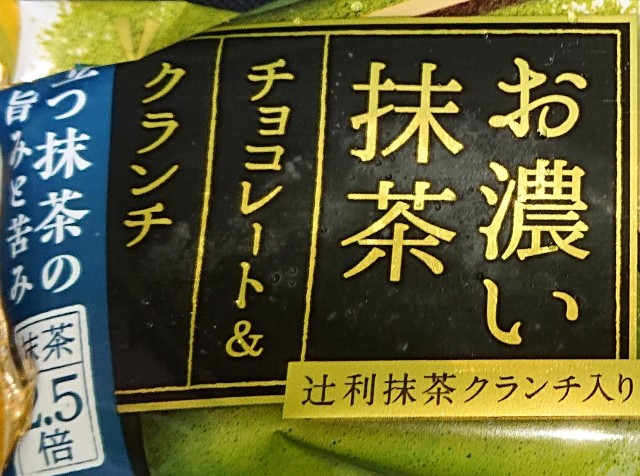 お濃い
抹茶
チョコレート&
クランチ
辻利抹茶クランチ入り
立つ抹茶の
旨みと苦み
抹茶
2.5
倍